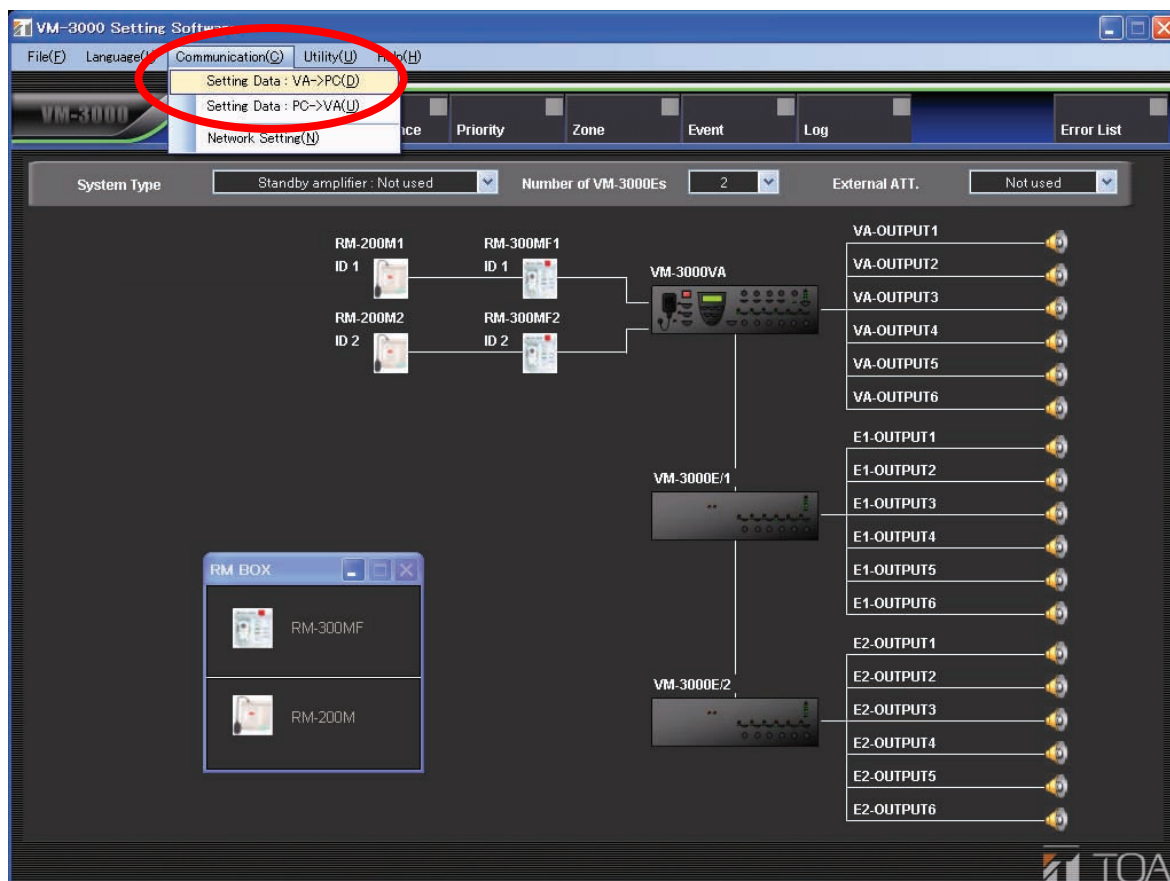 VM-3000 Setting
File(F) Language Communication(C) Utility(U) Help(H)
Setting Data : VA->PC(D)
Setting Data : PC->VA(U)
Network Setting(N)
VM-3000
Priority Zone Event Log Error List
System Type Standby amplifier : Not used Number of VM-3000Es 2 External ATT. Not used
RM-200M1 RM-300MF1
ID 1 ID 1
RM-200M2 RM-300MF2
ID 2 ID 2
VM-3000VA
VA-OUTPUT1
VA-OUTPUT2
VA-OUTPUT3
VA-OUTPUT4
VA-OUTPUT5
VA-OUTPUT6
VM-3000E/1
E1-OUTPUT1
E1-OUTPUT2
E1-OUTPUT3
E1-OUTPUT4
E1-OUTPUT5
E1-OUTPUT6
VM-3000E/2
E2-OUTPUT1
E2-OUTPUT2
E2-OUTPUT3
E2-OUTPUT4
E2-OUTPUT5
E2-OUTPUT6
RM BOX
RM-300MF
RM-200M
TOA